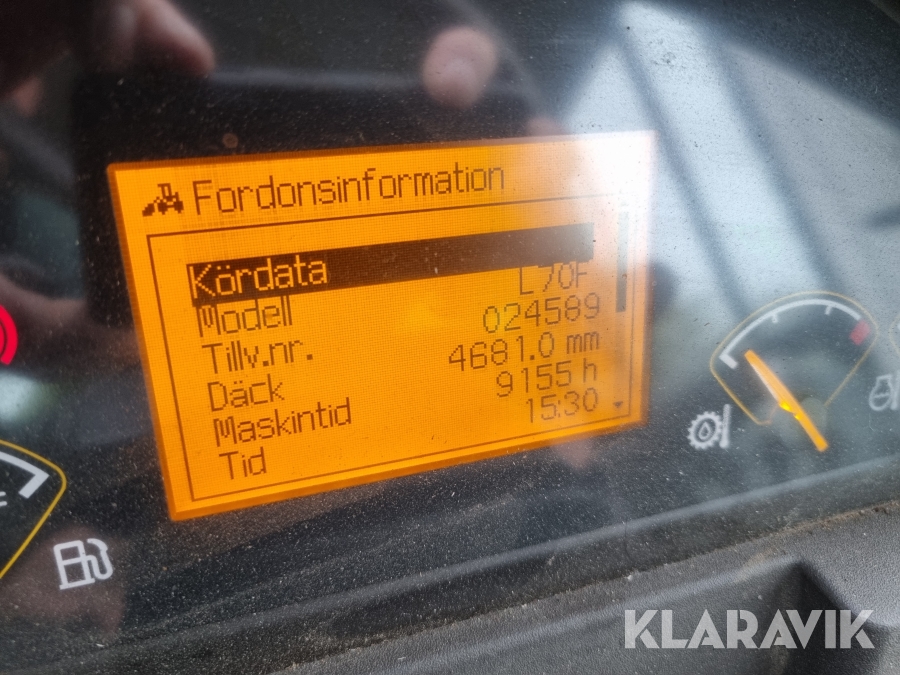 Fordonsinformation
Kördata
Modell L70F
Tillv.nr. 024589
Däck 4681.0 mm
Maskintid 9155 h
Tid 15:30
KLARAVIK